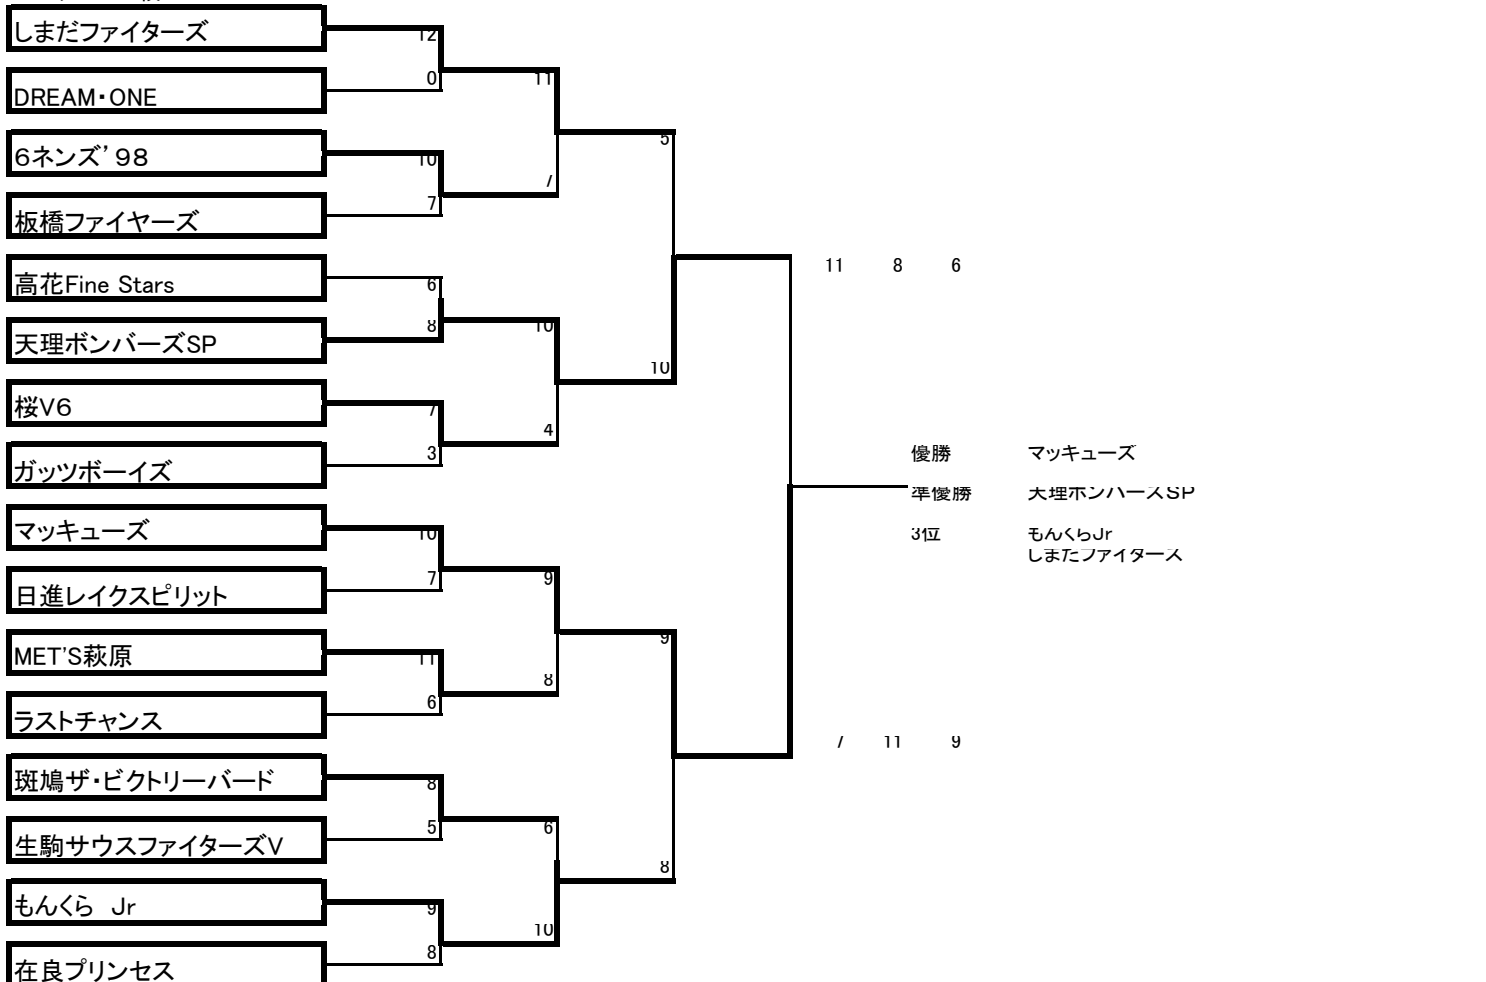 しまだファイターズ
12
0
DREAM・ONE
11
6ネンズ’98
10
5
7
7
板橋ファイヤーズ
高花Fine Stars
6
11 8 6
天理ボンバーズSP
8
10
10
桜V6
7
4
ガッツボーイズ
3
優勝 マッキューズ
準優勝 天理ボンバーズSP
3位 もんくらJr
しまだファイターズ
マッキューズ
10
日進レイクスピリット
7
9
MET'S萩原
11
9
8
ラストチャンス
6
7 11 9
斑鳩ザ・ビクトリーバード
8
生駒サウスファイターズV
5
6
8
もんくら Jr
9
10
在良プリンセス
8